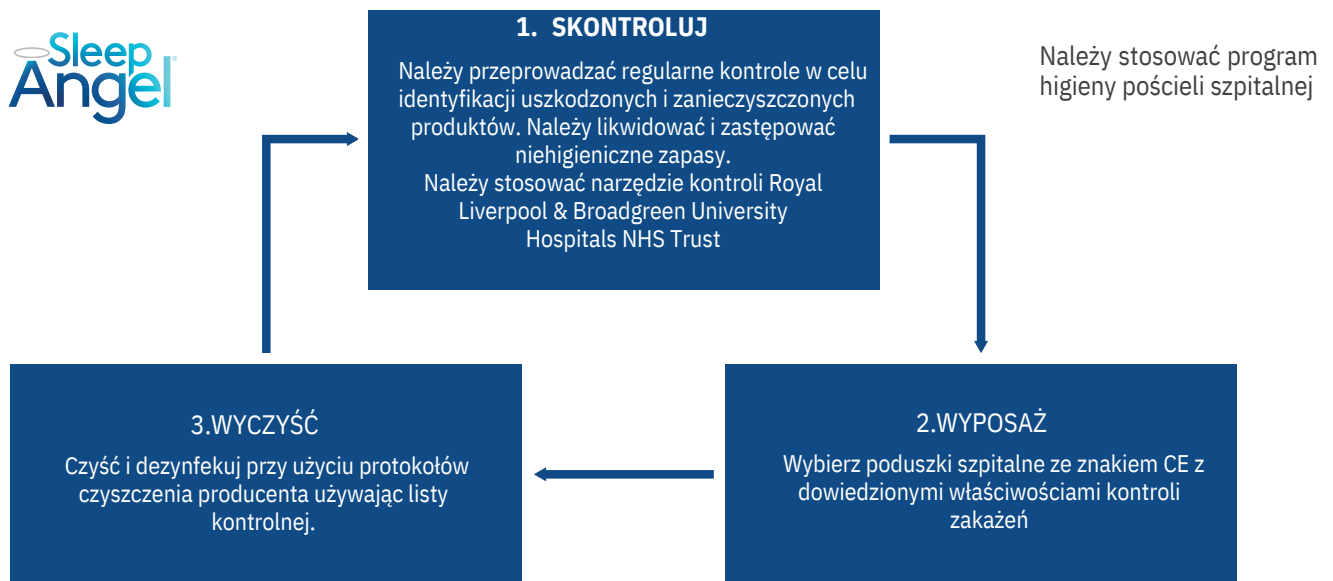 Sleep
Angel
1. SKONTROLUJ
Należy przeprowadzać regularne kontrole w celu
identyfikacji uszkodzonych i zanieczyszczonych
produktów. Należy likwidować i zastępować
niehigieniczne zapasy.
Należy stosować narzędzie kontroli Royal
Liverpool & Broadgreen University
Hospitals NHS Trust
Należy stosować program
higieny pościeli szpitalnej
3.WYCZYŚĆ
Czyść i dezynfekuj przy użyciu protokołów
czyszczenia producenta używając listy
kontrolnej.
2.WYPOSAŻ
Wybierz poduszki szpitalne ze znakiem CE z
dowiedzionymi właściwościami kontroli
zakażeń